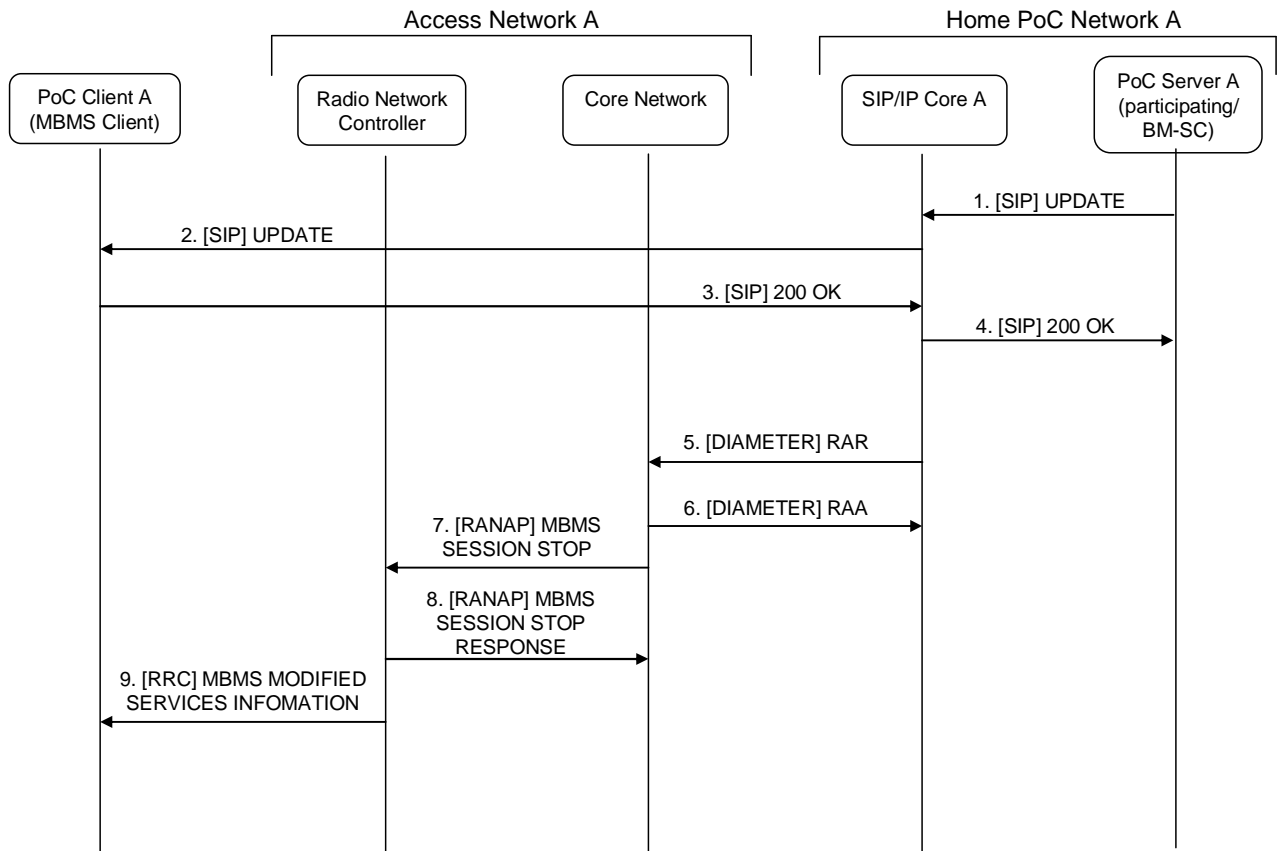 Access Network A
Home PoC Network A
PoC Client A
(MBMS Client)
Radio Network
Controller
Core Network
SIP/IP Core A
PoC Server A
(participating/
BM-SC)
1. [SIP] UPDATE
2. [SIP] UPDATE
3. [SIP] 200 OK
4. [SIP] 200 OK
5. [DIAMETER] RAR
6. [DIAMETER] RAA
7. [RANAP] MBMS
SESSION STOP
8. [RANAP] MBMS
SESSION STOP
RESPONSE
9. [RRC] MBMS MODIFIED
SERVICES INFOMATION